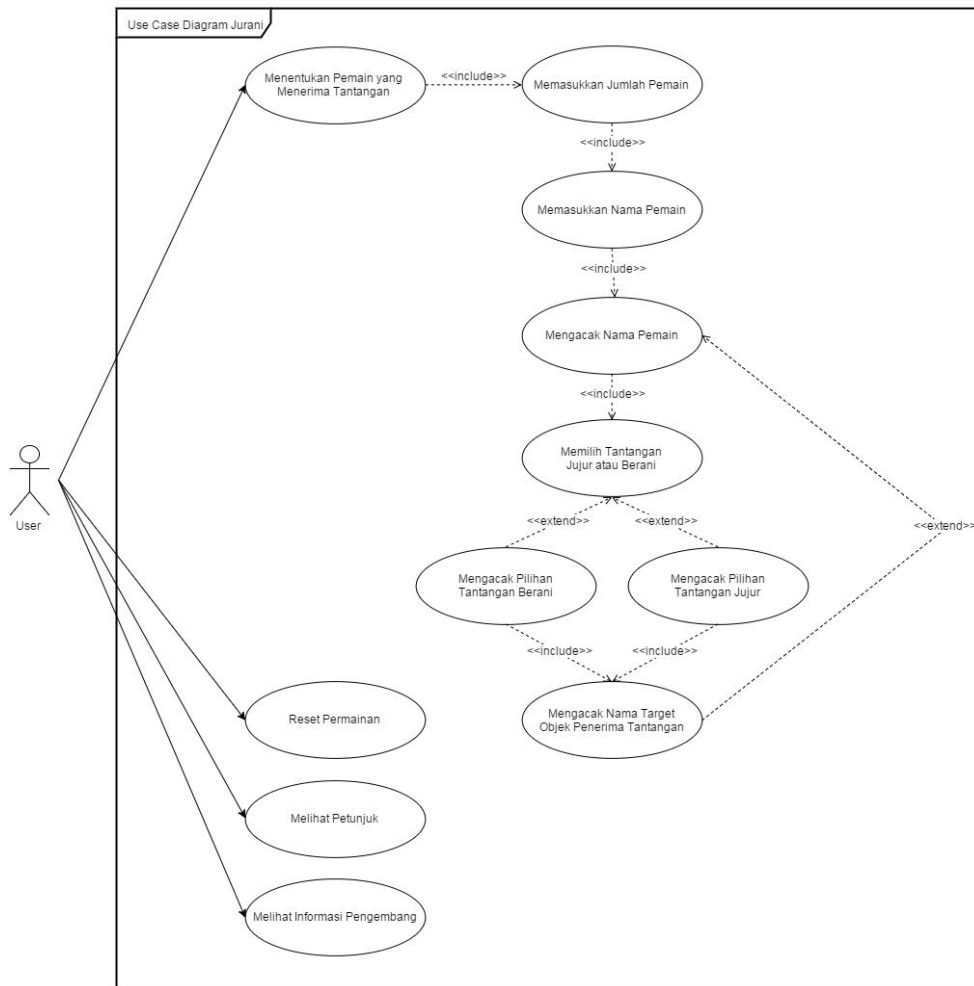 Use Case Diagram Jurani
Menentukan Pemain yang
Menerima Tantangan
<<include>>
Memasukkan Jumlah Pemain
<<include>>
Memasukkan Nama Pemain
<<include>>
Mengacak Nama Pemain
<<include>>
Memilih Tantangan
Jujur atau Berani
<<extend>>
<<extend>>
<<extend>>
User
Mengacak Pilihan
Tantangan Berani
Mengacak Pilihan
Tantangan Jujur
<<include>>
<<include>>
Mengacak Nama Target
Objek Penerima Tantangan
Reset Permainan
Melihat Petunjuk
Melihat Informasi Pengembang